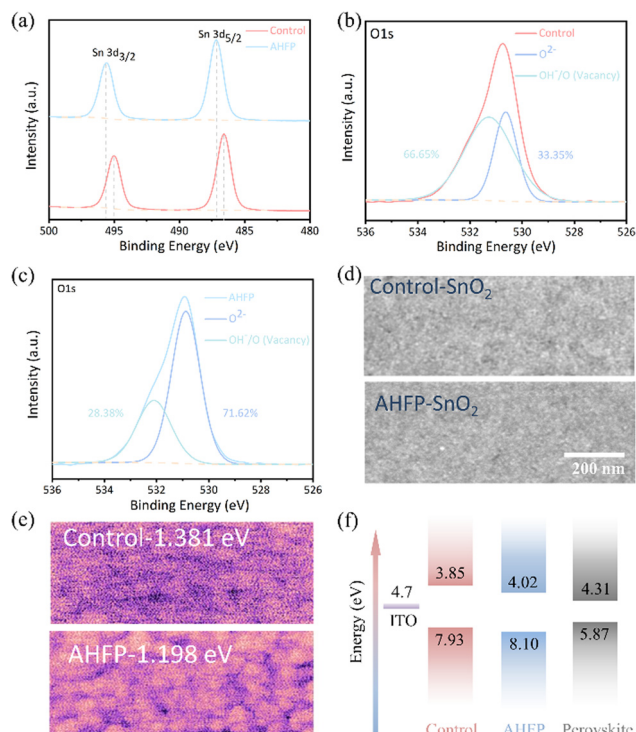 (a)
Sn 3d3/2
Sn 3d5/2
Control
AHFP
Intensity (a.u.)
500 495 490 485 480
Binding Energy (eV)
(b)
O1s
Control
O2-
OH-/O (Vacancy)
66.65%
33.35%
Intensity (a.u.)
536 534 532 530 528 526
Binding Energy (eV)
(c)
O1s
AHFP
O2-
OH-/O (Vacancy)
28.38%
71.62%
Intensity (a.u.)
536 534 532 530 528 526
Binding Energy (eV)
(d)
Control-SnO2
AHFP-SnO2
200 nm
(e)
Control-1.381 eV
AHFP-1.198 eV
(f)
Energy (eV)
4.7
ITO
3.85
4.02
4.31
7.93
8.10
5.87
Control AHFP Perovskite